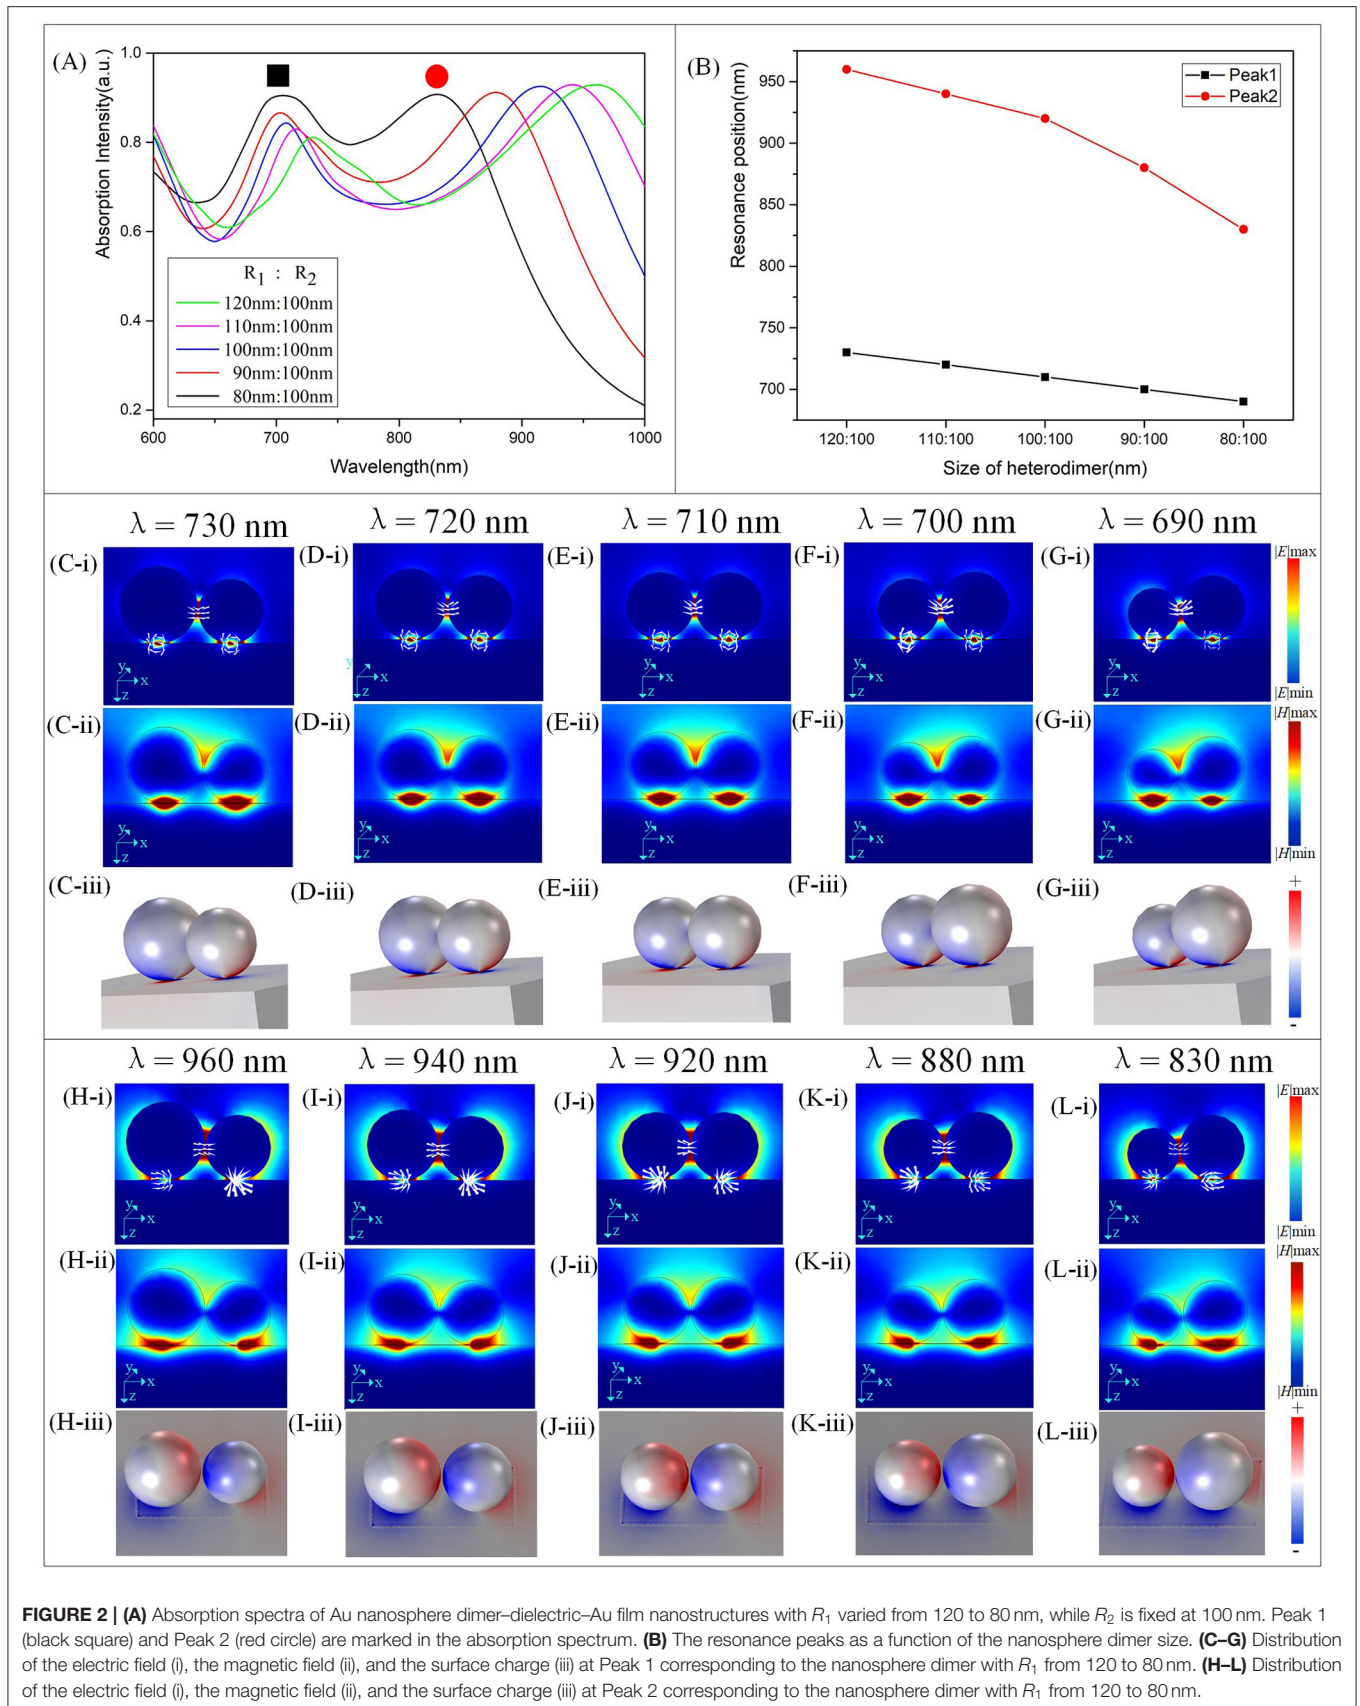 (A)
Absorption Intensity(a.u.)
1.0
0.8
0.6
0.4
0.2
R1 : R2
120nm:100nm
110nm:100nm
100nm:100nm
90nm:100nm
80nm:100nm
600 700 800 900 1000
Wavelength(nm)
(B)
Resonance position(nm)
950
900
850
800
750
700
Peak1
Peak2
120:100 110:100 100:100 90:100 80:100
Size of heterodimer(nm)
λ = 730 nm λ = 720 nm λ = 710 nm λ = 700 nm λ = 690 nm
(C-i) (D-i) (E-i) (F-i) (G-i) |E|max
y x z y x z y x z y x z y x z |E|min
(C-ii) (D-ii) (E-ii) (F-ii) (G-ii) |H|max
y x z y x z y x z y x z y x z |H|min
(C-iii) (D-iii) (E-iii) (F-iii) (G-iii) +
-
λ = 960 nm λ = 940 nm λ = 920 nm λ = 880 nm λ = 830 nm
(H-i) (I-i) (J-i) (K-i) (L-i) |E|max
y x z y x z y x z y x z y x z |E|min
(H-ii) (I-ii) (J-ii) (K-ii) (L-ii) |H|max
y x z y x z y x z y x z y x z |H|min
(H-iii) (I-iii) (J-iii) (K-iii) (L-iii) +
-
FIGURE 2 | (A) Absorption spectra of Au nanosphere dimer–dielectric–Au film nanostructures with R1 varied from 120 to 80 nm, while R2 is fixed at 100 nm. Peak 1
(black square) and Peak 2 (red circle) are marked in the absorption spectrum. (B) The resonance peaks as a function of the nanosphere dimer size. (C–G) Distribution
of the electric field (i), the magnetic field (ii), and the surface charge (iii) at Peak 1 corresponding to the nanosphere dimer with R1 from 120 to 80 nm. (H–L) Distribution
of the electric field (i), the magnetic field (ii), and the surface charge (iii) at Peak 2 corresponding to the nanosphere dimer with R1 from 120 to 80 nm.